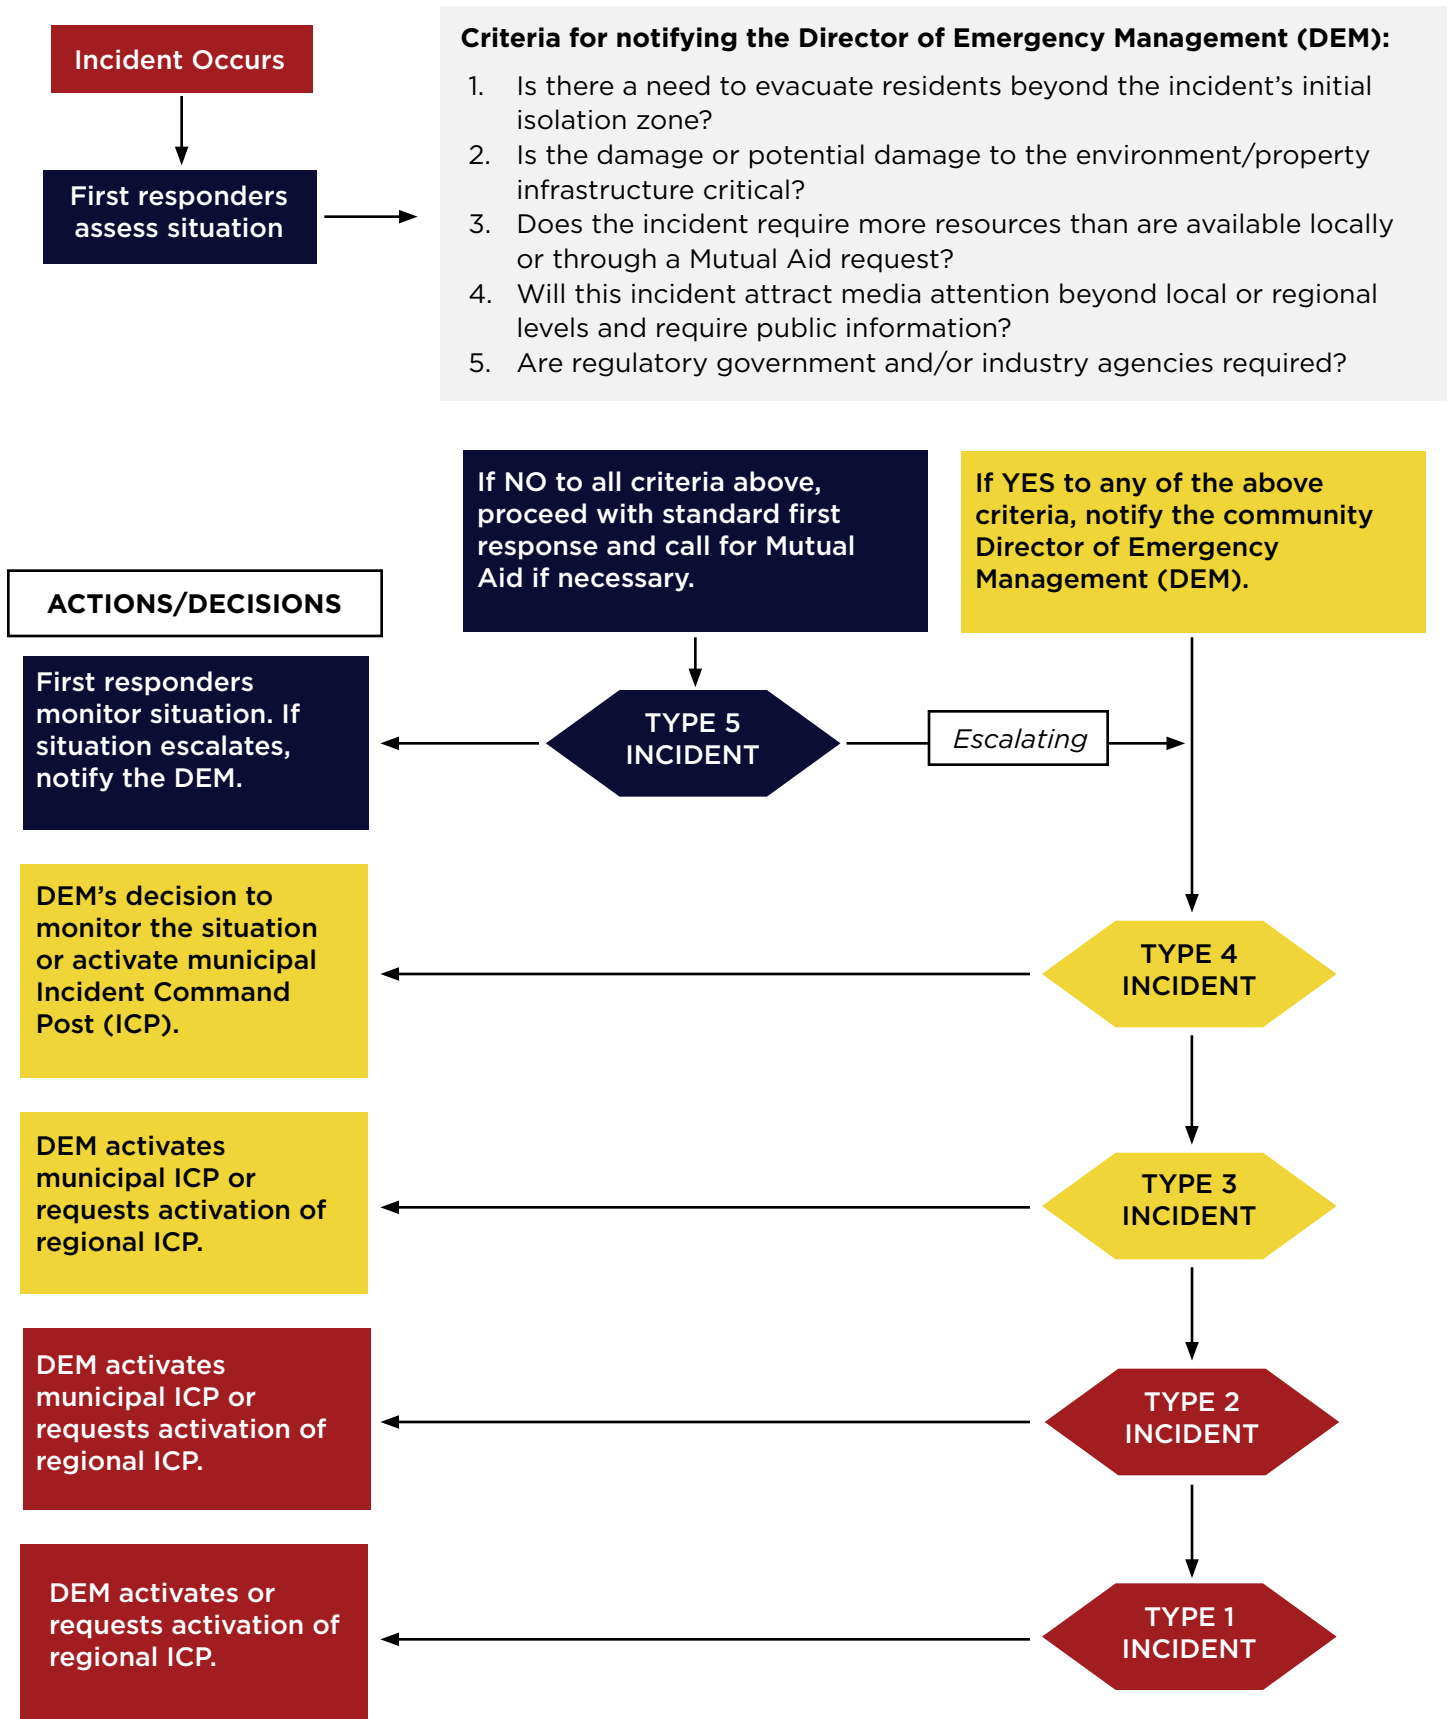 Incident Occurs
First responders
assess situation
Criteria for notifying the Director of Emergency Management (DEM):
1. Is there a need to evacuate residents beyond the incident’s initial
isolation zone?
2. Is the damage or potential damage to the environment/property
infrastructure critical?
3. Does the incident require more resources than are available locally
or through a Mutual Aid request?
4. Will this incident attract media attention beyond local or regional
levels and require public information?
5. Are regulatory government and/or industry agencies required?
If NO to all criteria above,
proceed with standard first
response and call for Mutual
Aid if necessary.
If YES to any of the above
criteria, notify the community
Director of Emergency
Management (DEM).
ACTIONS/DECISIONS
First responders
monitor situation. If
situation escalates,
notify the DEM.
TYPE 5
INCIDENT
Escalating
DEM’s decision to
monitor the situation
or activate municipal
Incident Command
Post (ICP).
TYPE 4
INCIDENT
DEM activates
municipal ICP or
requests activation of
regional ICP.
TYPE 3
INCIDENT
DEM activates
municipal ICP or
requests activation of
regional ICP.
TYPE 2
INCIDENT
DEM activates or
requests activation of
regional ICP.
TYPE 1
INCIDENT